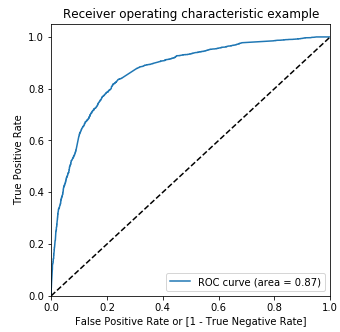 Receiver operating characteristic example
1.0
0.8
0.6
0.4
0.2
0.0
True Positive Rate
ROC curve (area = 0.87)
0.0 0.2 0.4 0.6 0.8 1.0
False Positive Rate or [1 - True Negative Rate]